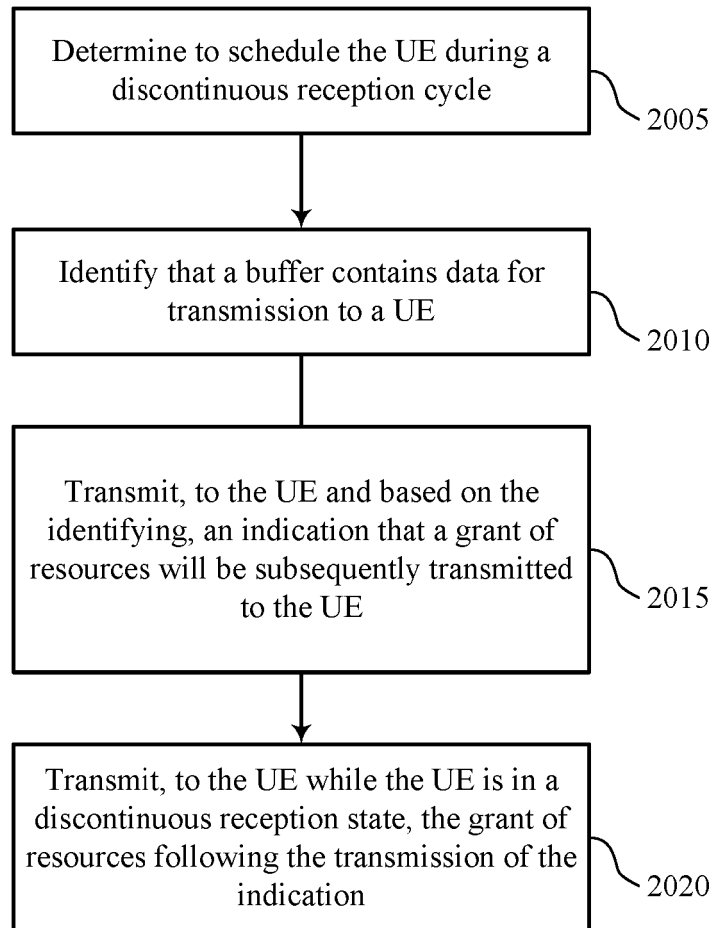 Determine to schedule the UE during a
discontinuous reception cycle
2005
Identify that a buffer contains data for
transmission to a UE
2010
Transmit, to the UE and based on the
identifying, an indication that a grant of
resources will be subsequently transmitted
to the UE
2015
Transmit, to the UE while the UE is in a
discontinuous reception state, the grant of
resources following the transmission of the
indication
2020